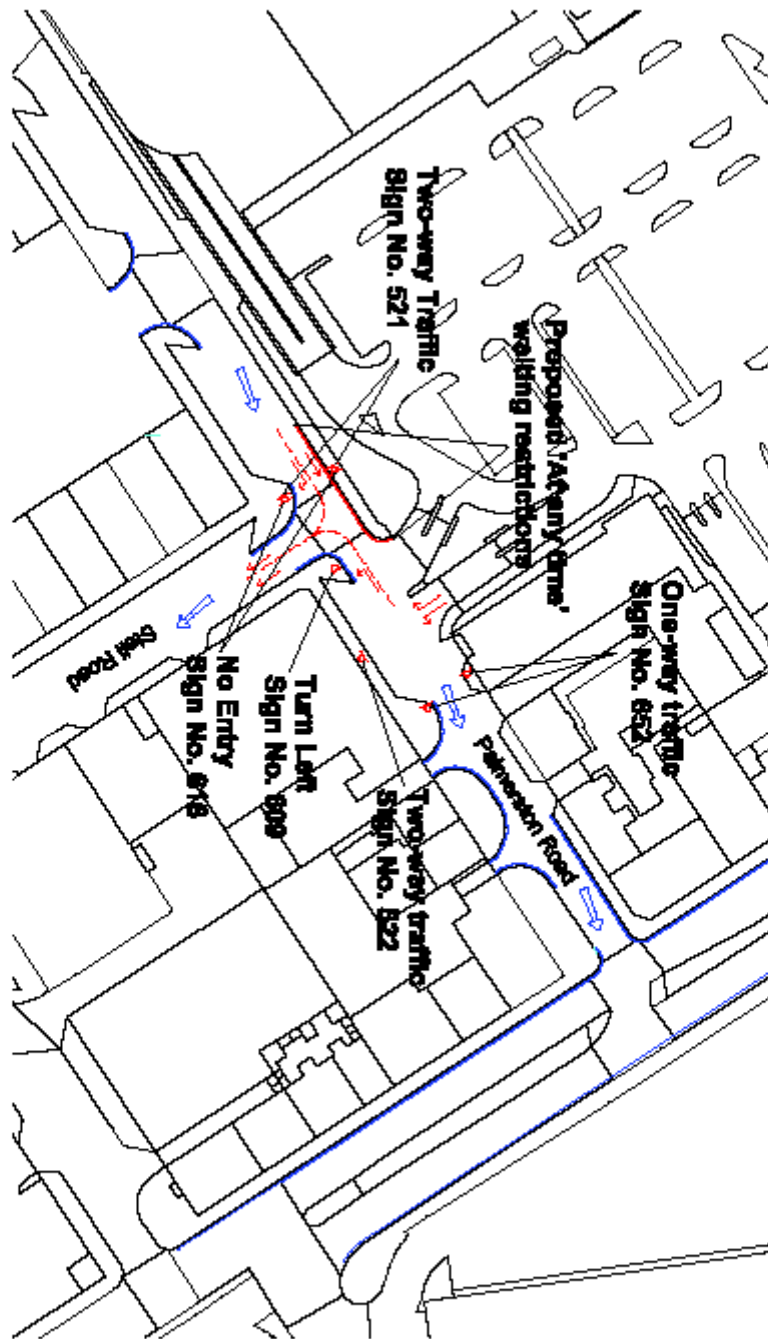 Two-way Traffic
Sign No. 521
Proposed "At any time"
waiting restrictions
One-way traffic
Sign No. 652
Palmerston Road
Two-way traffic
Sign No. 522
Turn Left
Sign No. 609
No Entry
Sign No. 616
Road